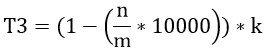 T3 = (1 − (n/m * 10000)) * k